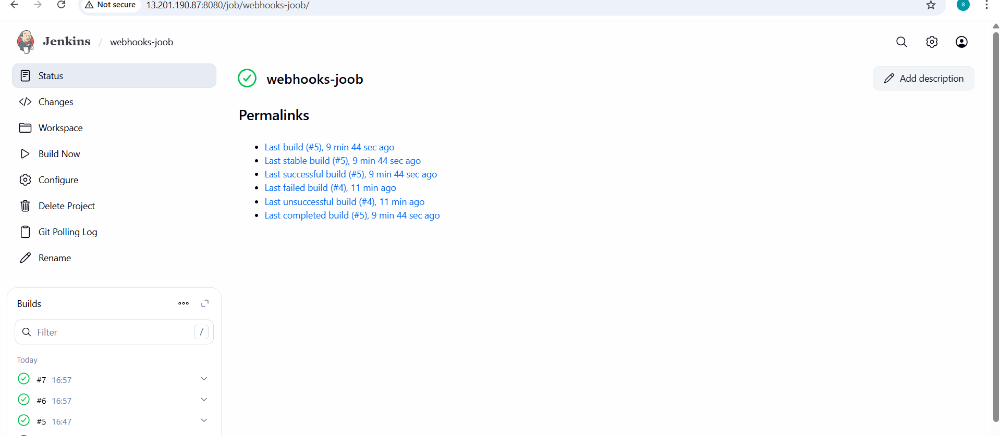 Not secure 13.201.190.87:8080/job/webhooks-joob/
S
Jenkins / webhooks-joob
Status
Changes
Workspace
Build Now
Configure
Delete Project
Git Polling Log
Rename
Builds
Filter /
Today
#7 16:57
#6 16:57
#5 16:47
webhooks-joob
Add description
Permalinks
Last build (#5), 9 min 44 sec ago
Last stable build (#5), 9 min 44 sec ago
Last successful build (#5), 9 min 44 sec ago
Last failed build (#4), 11 min ago
Last unsuccessful build (#4), 11 min ago
Last completed build (#5), 9 min 44 sec ago